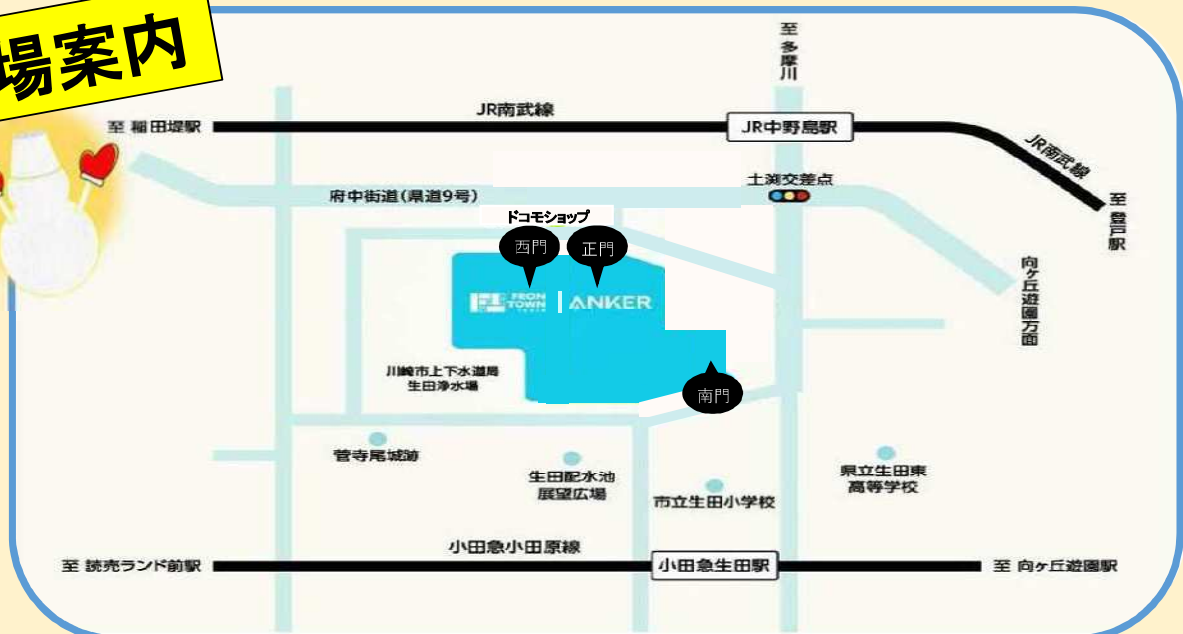 場案内
至 多摩川
JR南武線
至 稲田堤駅
JR中野島駅
JR南武線
土渕交差点
府中街道(県道9号)
至 登戸駅
ドコモショップ
西門
正門
向ヶ丘遊園方面
FRON
TOWN
ANKER
川崎市上下水道局
生田浄水場
南門
菅寺尾城跡
生田配水池
展望広場
市立生田小学校
県立生田東
高等学校
小田急小田原線
至 読売ランド前駅
小田急生田駅
至 向ヶ丘遊園駅